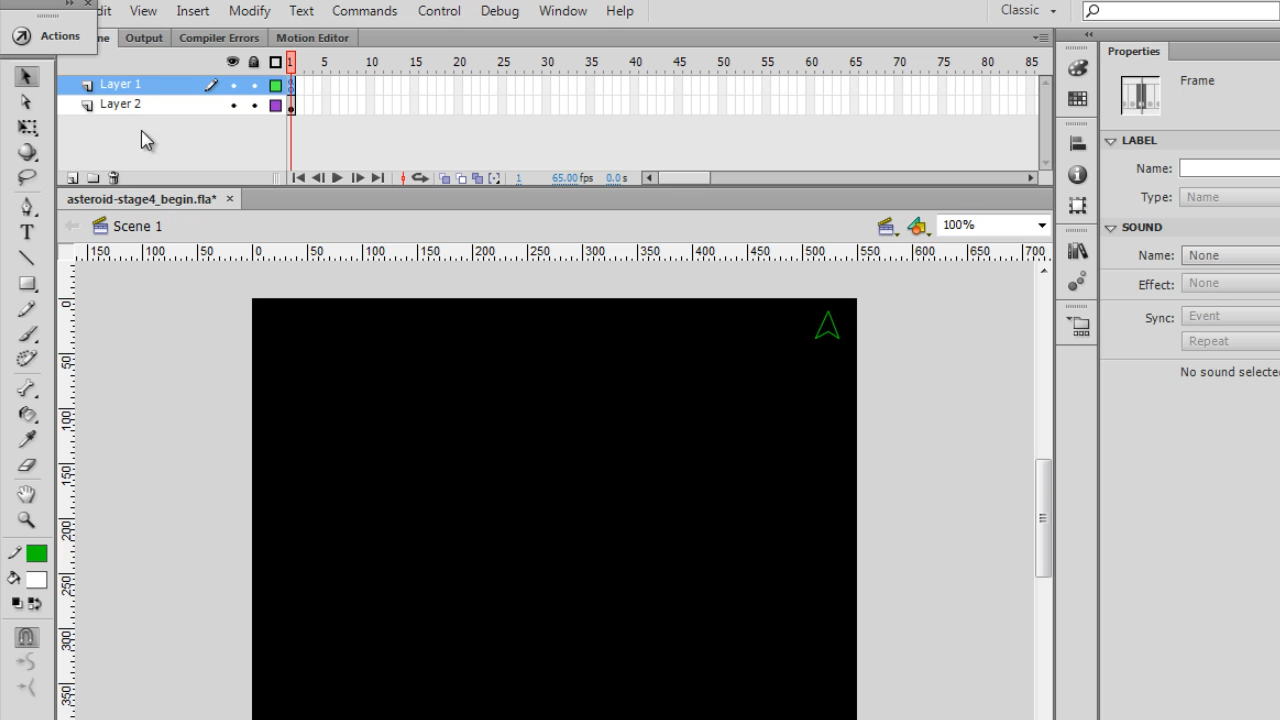 dit View Insert Modify Text Commands Control Debug Window Help Classic
Actions
ne Output Compiler Errors Motion Editor
Properties
1 5 10 15 20 25 30 35 40 45 50 55 60 65 70 75 80 85
Frame
Layer 1
Layer 2
LABEL
Name:
Type: Name
1 65.00 fps 0.0 s
asteroid-stage4_begin.fla* ×
Scene 1 100%
SOUND
Name: None
Effect: None
Sync: Event
Repeat
No sound selecte
150 100 50 0 50 100 150 200 250 300 350 400 450 500 550 600 650 700
0
50
100
150
200
250
300
350
T